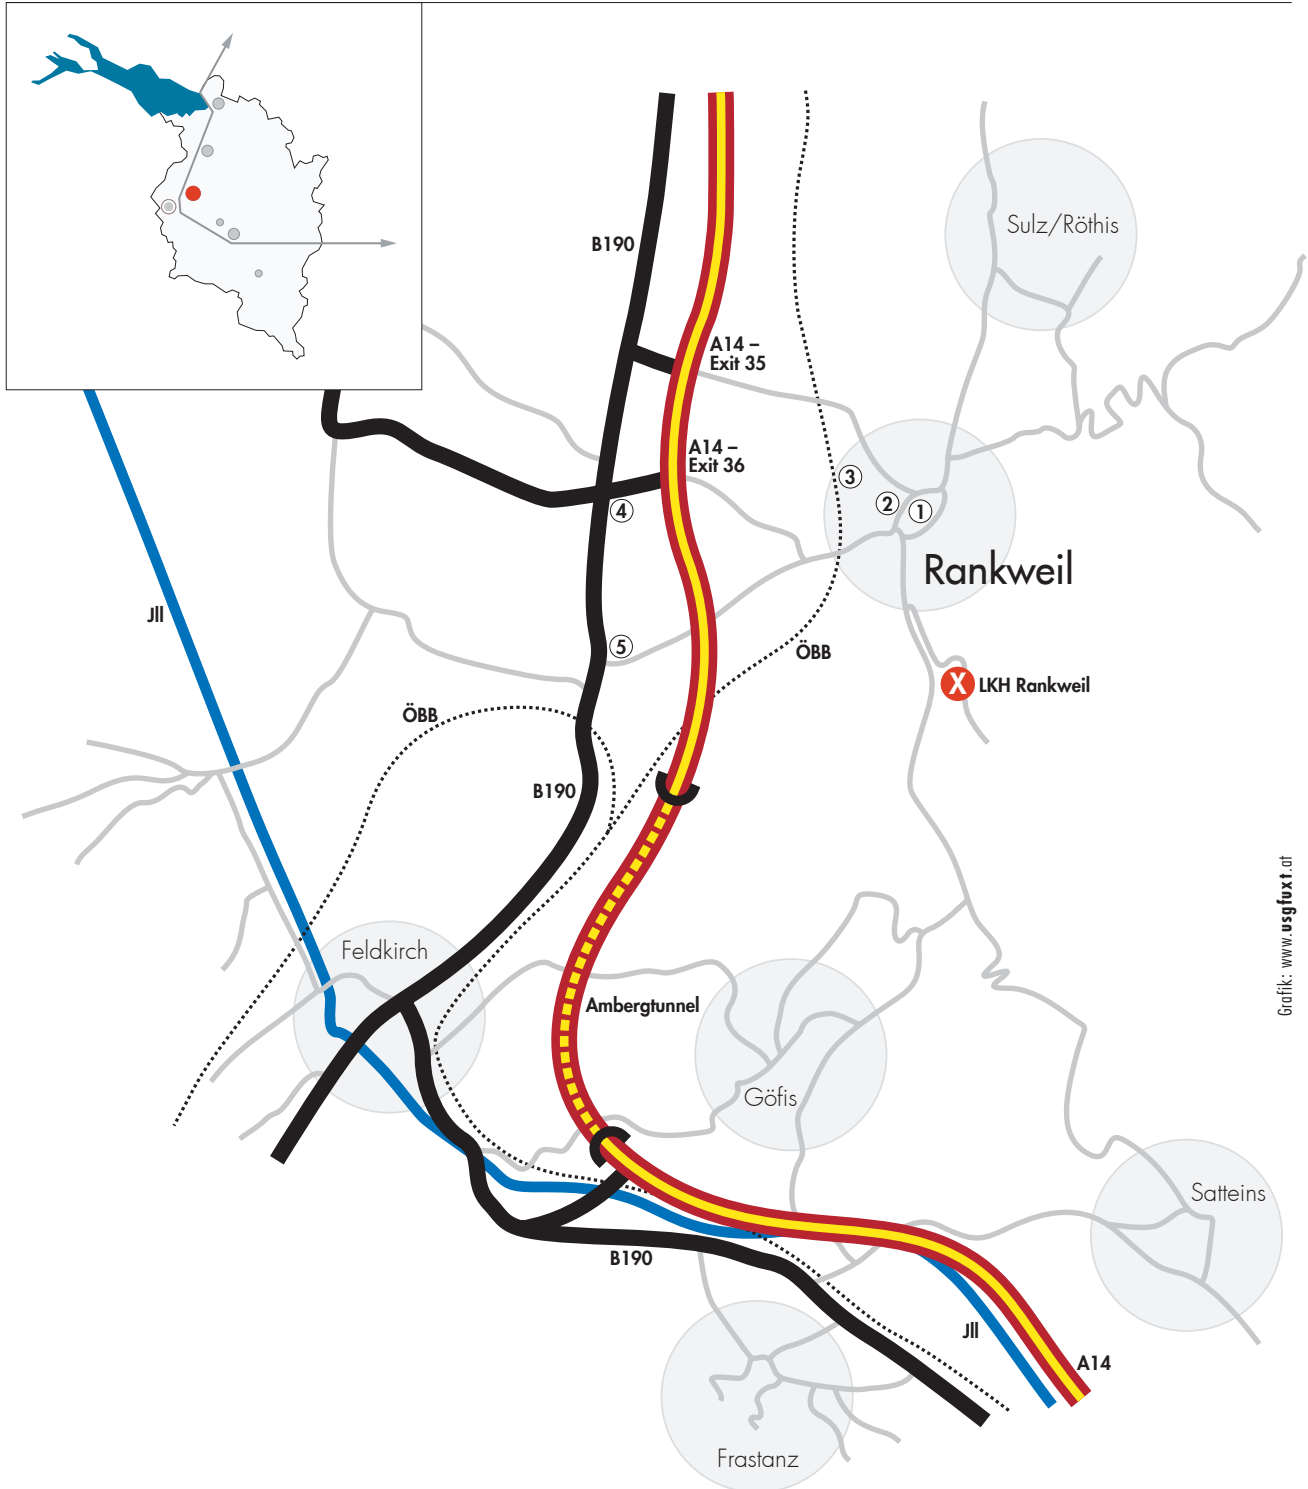 B190
Sulz/Röthis
A14 –
Exit 35
A14 –
Exit 36
3
2
1
4
Rankweil
Jll
5
ÖBB
X LKH Rankweil
ÖBB
B190
Feldkirch
Ambergtunnel
Göfis
Satteins
B190
Jll
A14
Frastanz
Grafik: www.usgfuxt.at